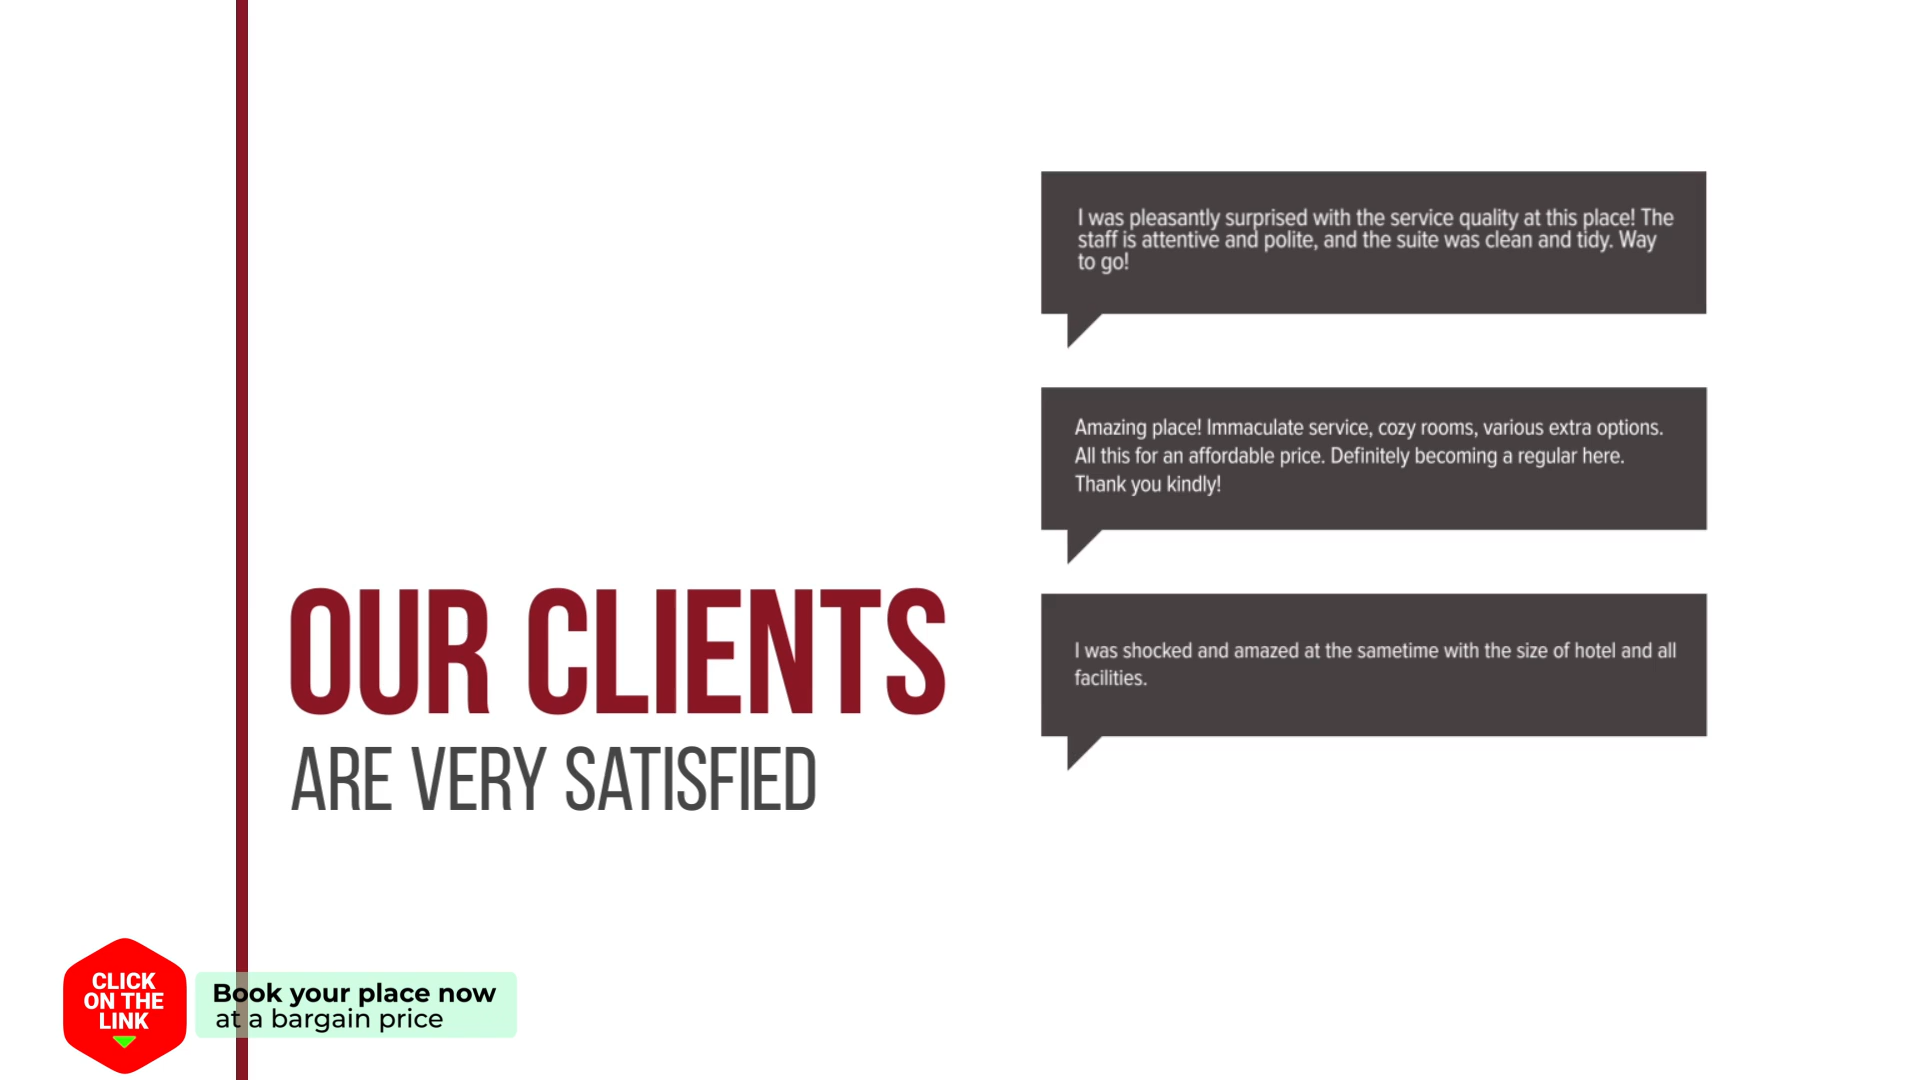 I was pleasantly surprised with the service quality at this place! The
staff is attentive and polite, and the suite was clean and tidy. Way
to go!
Amazing place! Immaculate service, cozy rooms, various extra options.
All this for an affordable price. Definitely becoming a regular here.
Thank you kindly!
I was shocked and amazed at the sametime with the size of hotel and all
facilities.
OUR CLIENTS
ARE VERY SATISFIED
CLICK
ON THE
LINK
Book your place now
at a bargain price